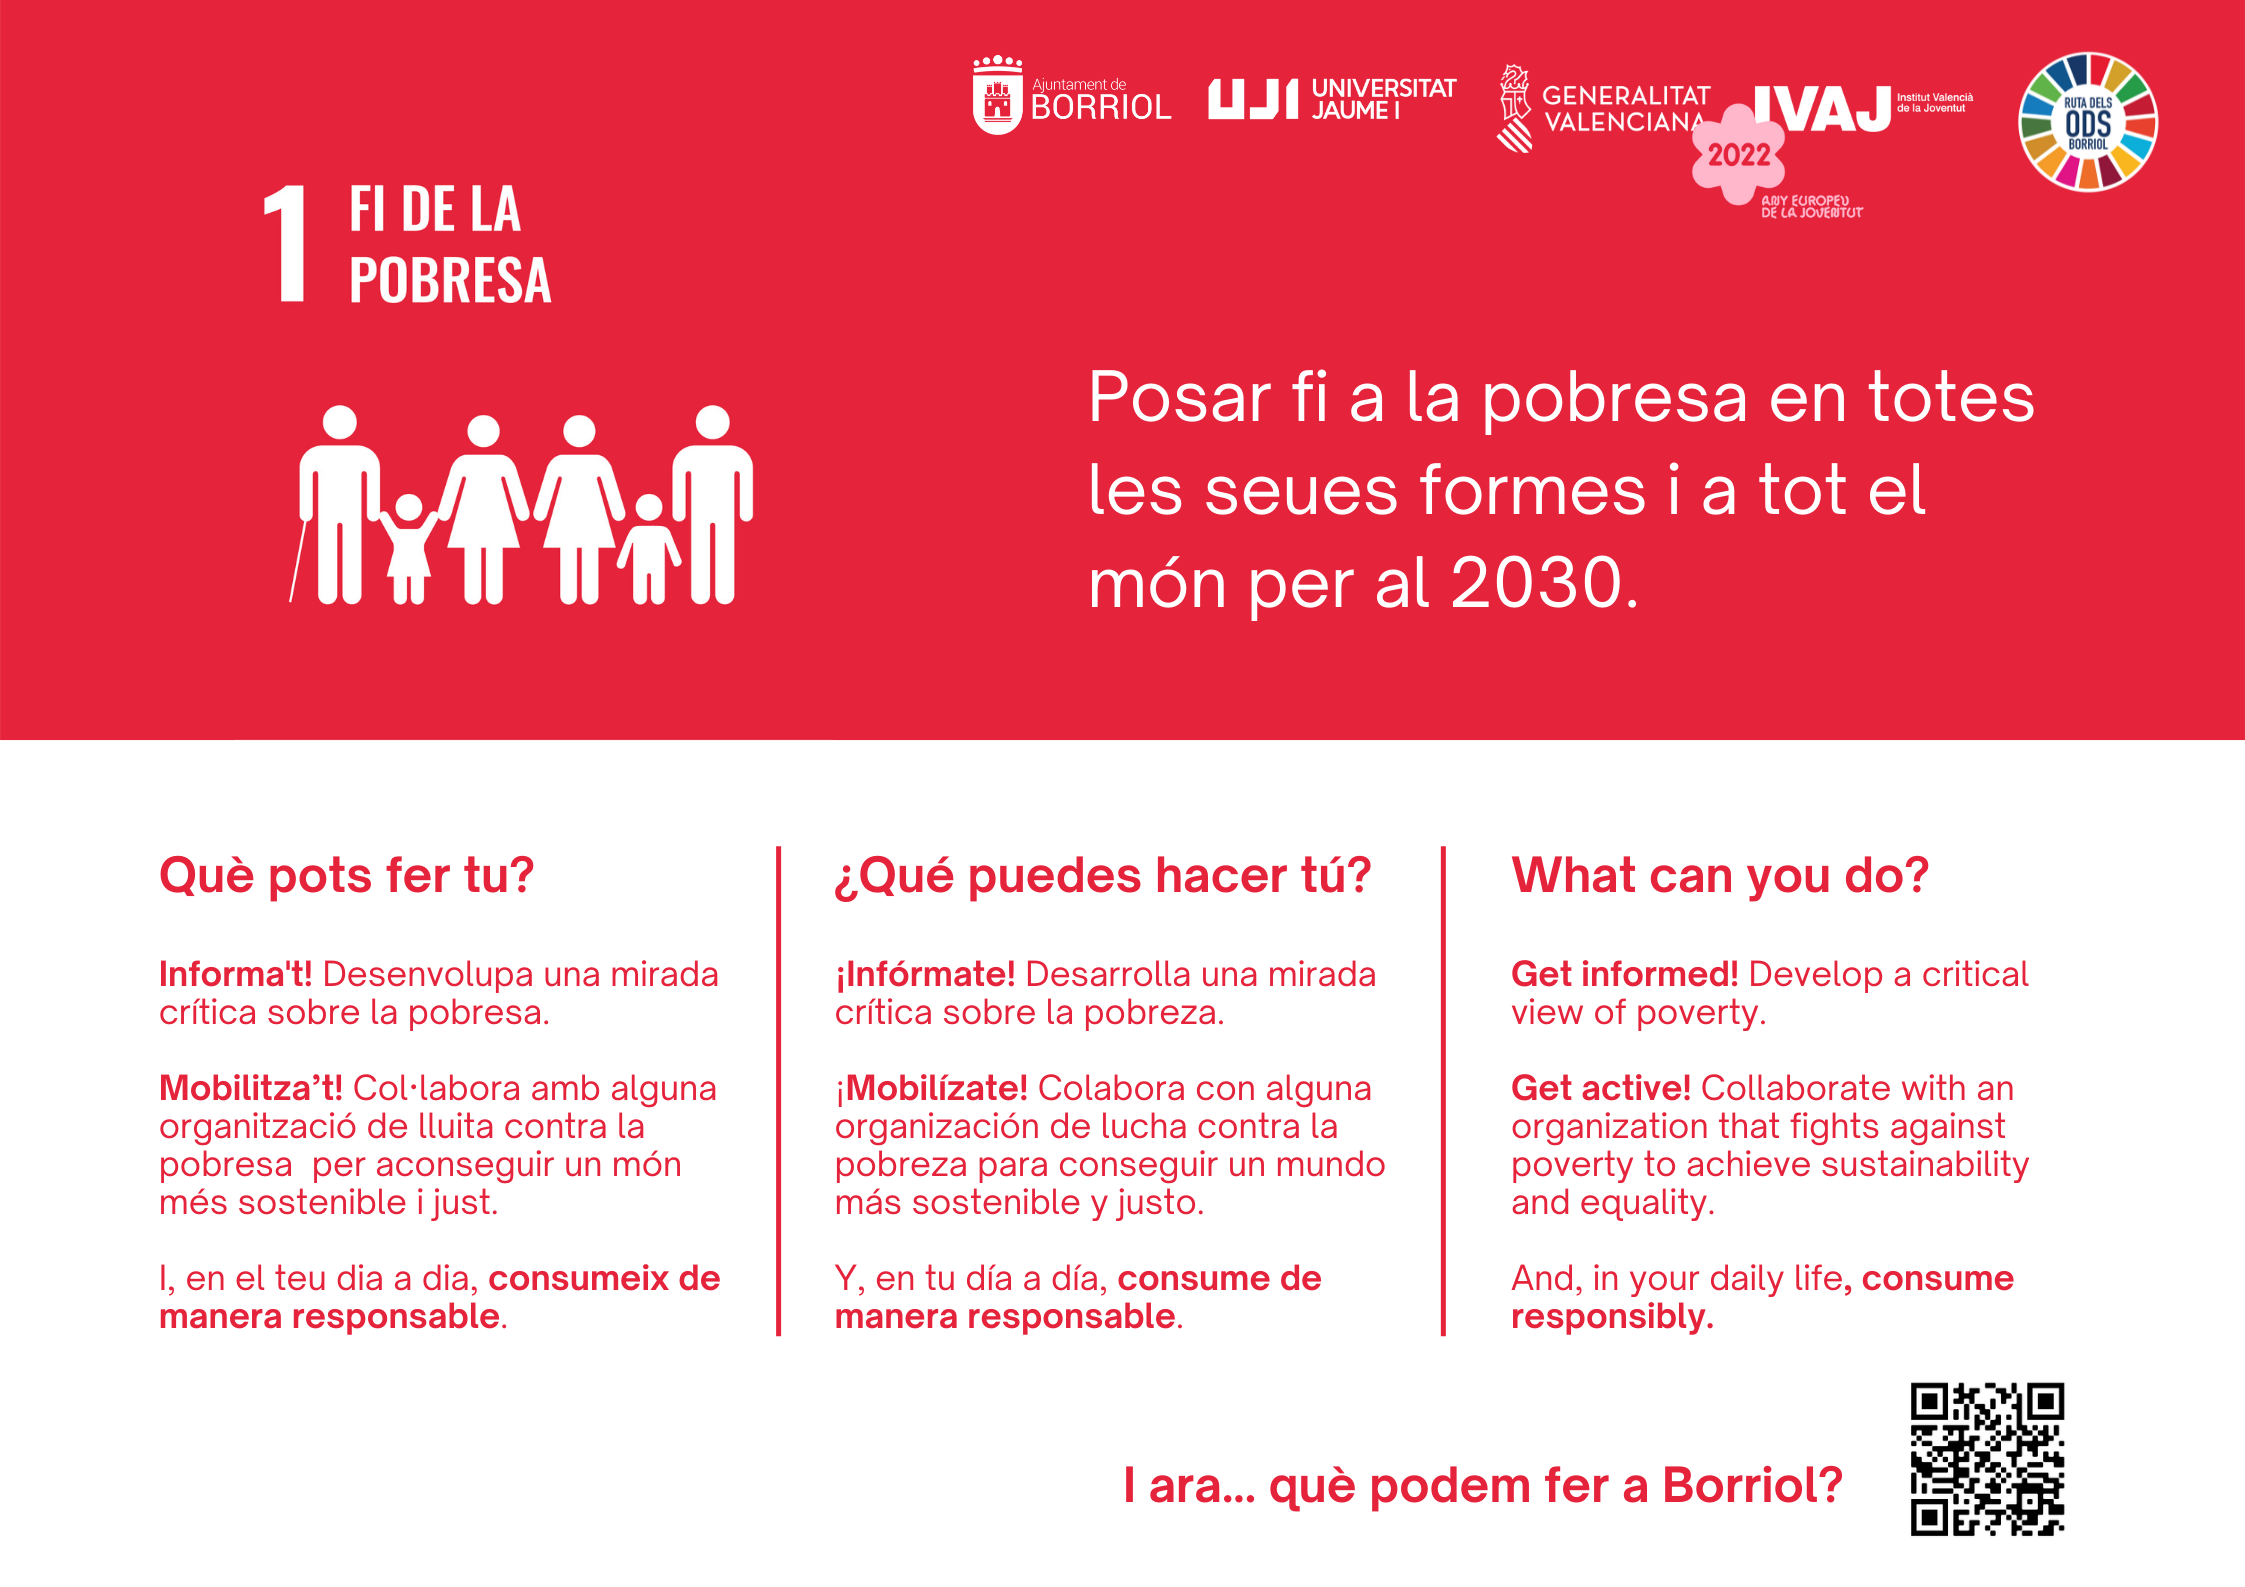 Ajuntament de
BORRIOL
UJI UNIVERSITAT
JAUME I
GENERALITAT
VALENCIANA
IVAJ Institut Valencià
de la Joventut
2022
ANY EUROPEU
DE LA JOVENTUT
RUTA DELS
ODS
BORRIOL
1 FI DE LA
POBRESA
Posar fi a la pobresa en totes
les seues formes i a tot el
món per al 2030.
Què pots fer tu?
Informa't! Desenvolupa una mirada
crítica sobre la pobresa.
Mobilitza’t! Col·labora amb alguna
organització de lluita contra la
pobresa  per aconseguir un món
més sostenible i just.
I, en el teu dia a dia, consumeix de
manera responsable.
¿Qué puedes hacer tú?
¡Infórmate! Desarrolla una mirada
crítica sobre la pobreza.
¡Mobilízate! Colabora con alguna
organización de lucha contra la
pobreza para conseguir un mundo
más sostenible y justo.
Y, en tu día a día, consume de
manera responsable.
What can you do?
Get informed! Develop a critical
view of poverty.
Get active! Collaborate with an
organization that fights against
poverty to achieve sustainability
and equality.
And, in your daily life, consume
responsibly.
I ara... què podem fer a Borriol?